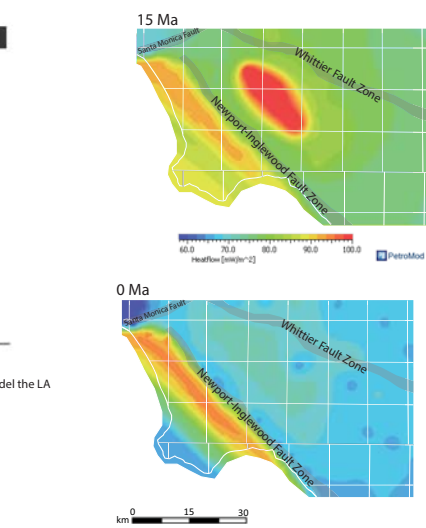 15 Ma
Santa Monica Fault
Whittier Fault Zone
Newport-Inglewood Fault Zone
60.0 70.0 80.0 90.0 100.0
Heatflow [mW/m^2]
PetroMod
0 Ma
Santa Monica Fault
Whittier Fault Zone
del the LA
Newport-Inglewood Fault Zone
0 15 30
km